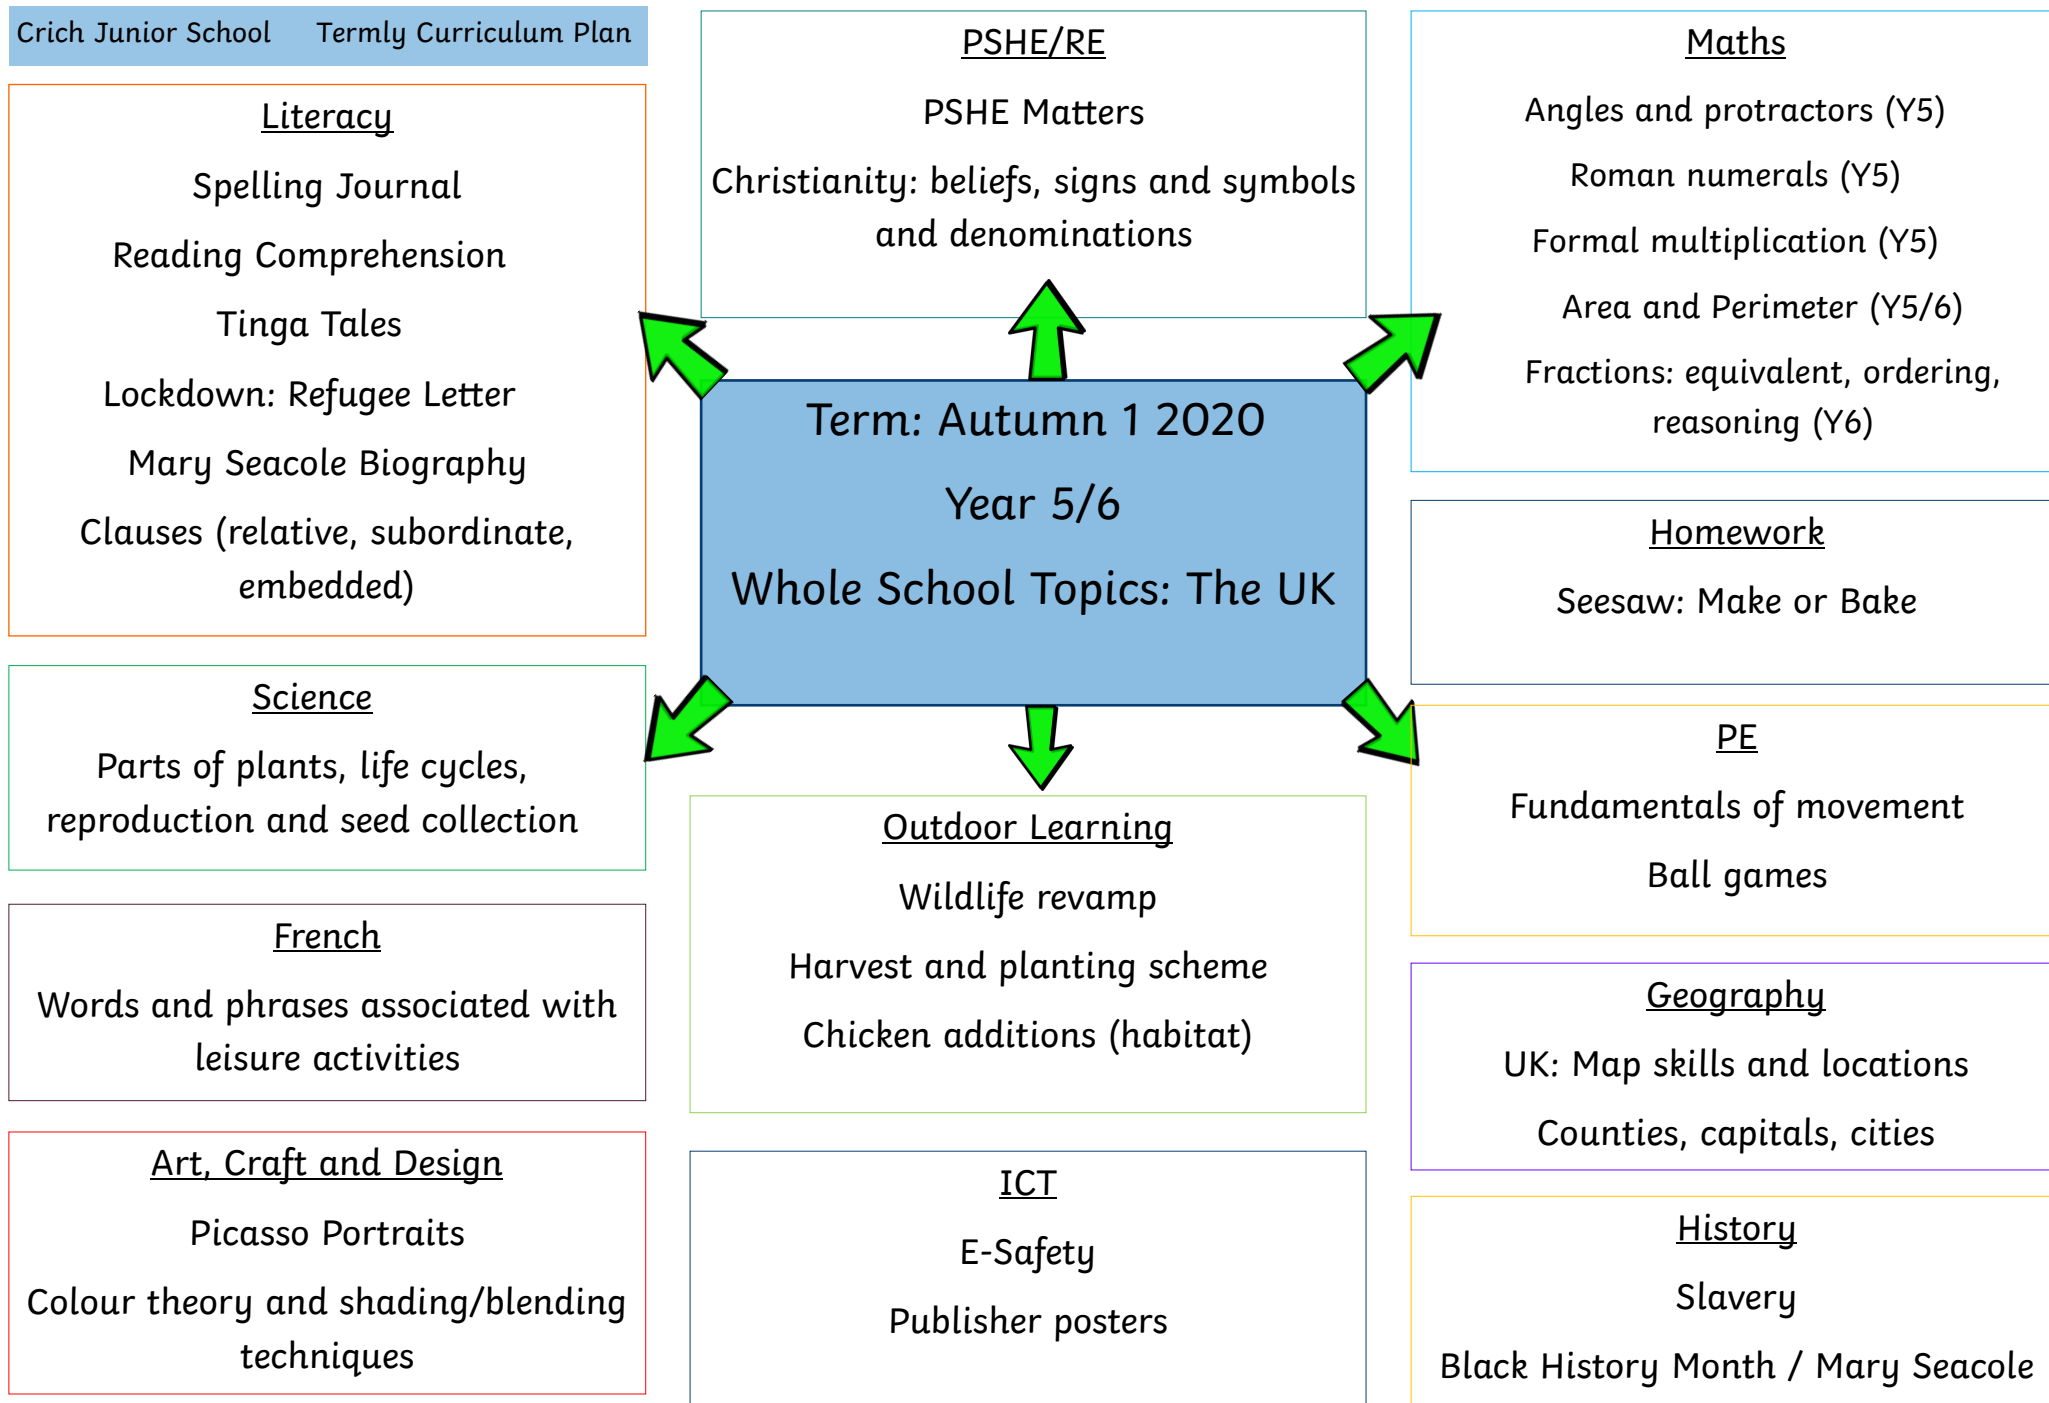 Crich Junior School Termly Curriculum Plan
Literacy
Spelling Journal
Reading Comprehension
Tinga Tales
Lockdown: Refugee Letter
Mary Seacole Biography
Clauses (relative, subordinate,
embedded)
Science
Parts of plants, life cycles,
reproduction and seed collection
French
Words and phrases associated with
leisure activities
Art, Craft and Design
Picasso Portraits
Colour theory and shading/blending
techniques
PSHE/RE
PSHE Matters
Christianity: beliefs, signs and symbols
and denominations
Term: Autumn 1 2020
Year 5/6
Whole School Topics: The UK
Outdoor Learning
Wildlife revamp
Harvest and planting scheme
Chicken additions (habitat)
ICT
E-Safety
Publisher posters
Maths
Angles and protractors (Y5)
Roman numerals (Y5)
Formal multiplication (Y5)
Area and Perimeter (Y5/6)
Fractions: equivalent, ordering,
reasoning (Y6)
Homework
Seesaw: Make or Bake
PE
Fundamentals of movement
Ball games
Geography
UK: Map skills and locations
Counties, capitals, cities
History
Slavery
Black History Month / Mary Seacole